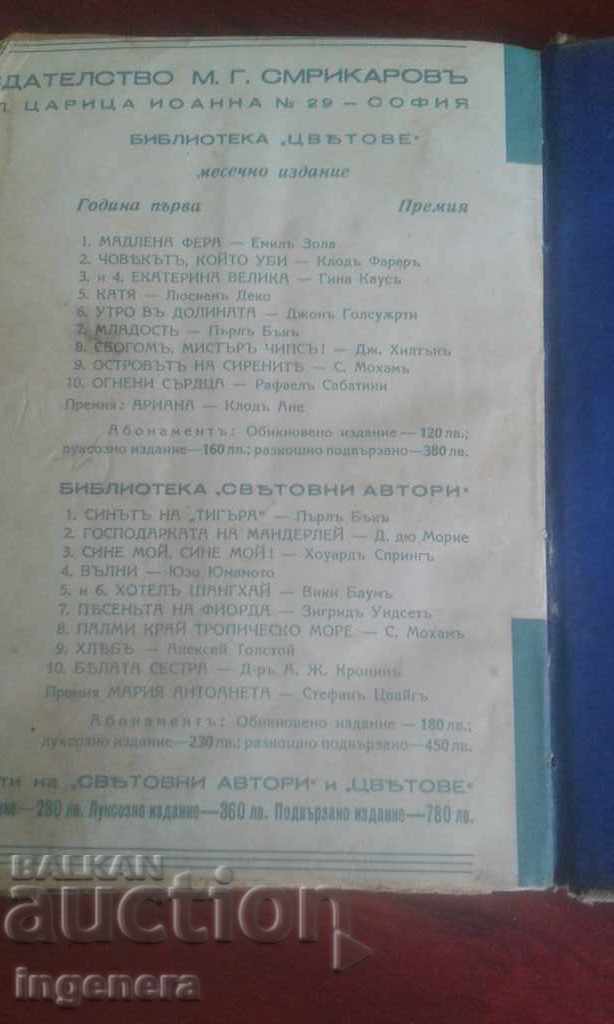 ДАТЕЛСТВО М. Г. СМРИКАРОВЪ
ЦАРИЦА ИОАННА № 29 – СОФИЯ
БИБЛИОТЕКА „ЦВѢТОВЕ“
месечно издание
Година първа Премия
1. МАДЛЕНА ФЕРА — Емилъ Зола
2. ЧОВѢКЪТЪ, КОЙТО УБИ — Клодъ Фареръ
3. и 4. ЕКАТЕРИНА ВЕЛИКА — Гина Каусъ
5. КАТЯ — Люсиенъ Деко
6. УТРО ВЪ ДОЛИНАТА — Джонъ Голсуърти
7. МЛАДОСТЬ — Пърлъ Бъкъ
8. СБОГОМЪ, МИСТЪРЪ ЧИПСЪ! — Дж. Хилтънъ
9. ОСТРОВЪТЪ НА СИРЕНИТѢ — С. Мохамъ
10. ОГНЕНИ СЪРДЦА — Рафаелъ Сабатини
Премия: АРИАНА — Клодъ Ане
Абонаментъ: Обикновено издание—120 лв.;
луксозно издание—160 лв.; разкошно подвързано—380 лв.
БИБЛИОТЕКА „СВѢТОВНИ АВТОРИ“
1. СИНЪТЪ НА „ТИГЪРА“ — Пърлъ Бъкъ
2. ГОСПОДАРКАТА НА МАНДЕРЛЕЙ — Д. дю Морие
3. СИНЕ МОЙ, СИНЕ МОЙ! — Хоуардъ Спрингъ
4. ВЪЛНИ — Юзо Юмамото
5. и 6. ХОТЕЛЪ ШАНГХАЙ — Вики Баумъ
7. ПѢСЕНЬТА НА ФИОРДА — Зигридъ Ундсетъ
8. ПАЛМИ КРАЙ ТРОПИЧЕСКО МОРЕ — С. Мохамъ
9. ХЛѢБЪ — Алексей Голстой
10. БѢЛАТА СЕСТРА — Д-ръ А. Ж. Кронинъ
Премия МАРИЯ АНТОАНЕТА — Стефанъ Цвайгъ
Абонаментъ: Обикновено издание—180 лв.;
луксозно издание—230 лв.; разкошно подвързано—450 лв.
ти на „СВѢТОВНИ АВТОРИ“ и „ЦВѢТОВЕ“
—280 лв. Луксозно издание—360 лв. Подвързано издание—780 лв.
BALKAN
auction
ingenera